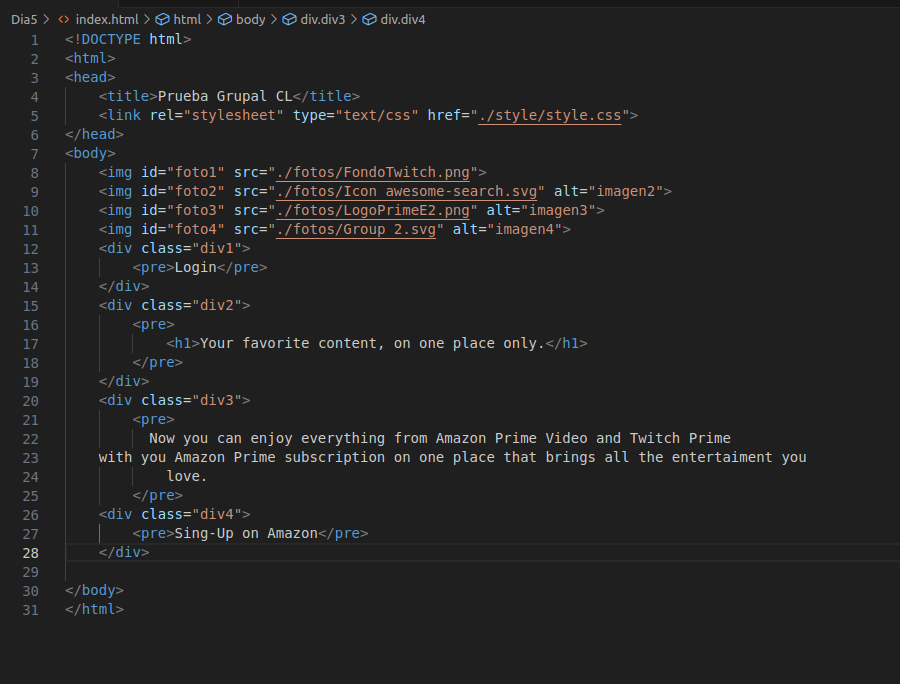 Dia5 > <> index.html > html > body > div.div3 > div.div4
1 <!DOCTYPE html>
2 <html>
3 <head>
4 <title>Prueba Grupal CL</title>
5 <link rel="stylesheet" type="text/css" href="./style/style.css">
6 </head>
7 <body>
8 <img id="foto1" src="./fotos/FondoTwitch.png">
9 <img id="foto2" src="./fotos/Icon awesome-search.svg" alt="imagen2">
10 <img id="foto3" src="./fotos/LogoPrimeE2.png" alt="imagen3">
11 <img id="foto4" src="./fotos/Group 2.svg" alt="imagen4">
12 <div class="div1">
13 <pre>Login</pre>
14 </div>
15 <div class="div2">
16 <pre>
17 <h1>Your favorite content, on one place only.</h1>
18 </pre>
19 </div>
20 <div class="div3">
21 <pre>
22 Now you can enjoy everything from Amazon Prime Video and Twitch Prime
23 with you Amazon Prime subscription on one place that brings all the entertaiment you
24 love.
25 </pre>
26 <div class="div4">
27 <pre>Sing-Up on Amazon</pre>
28 </div>
29
30 </body>
31 </html>